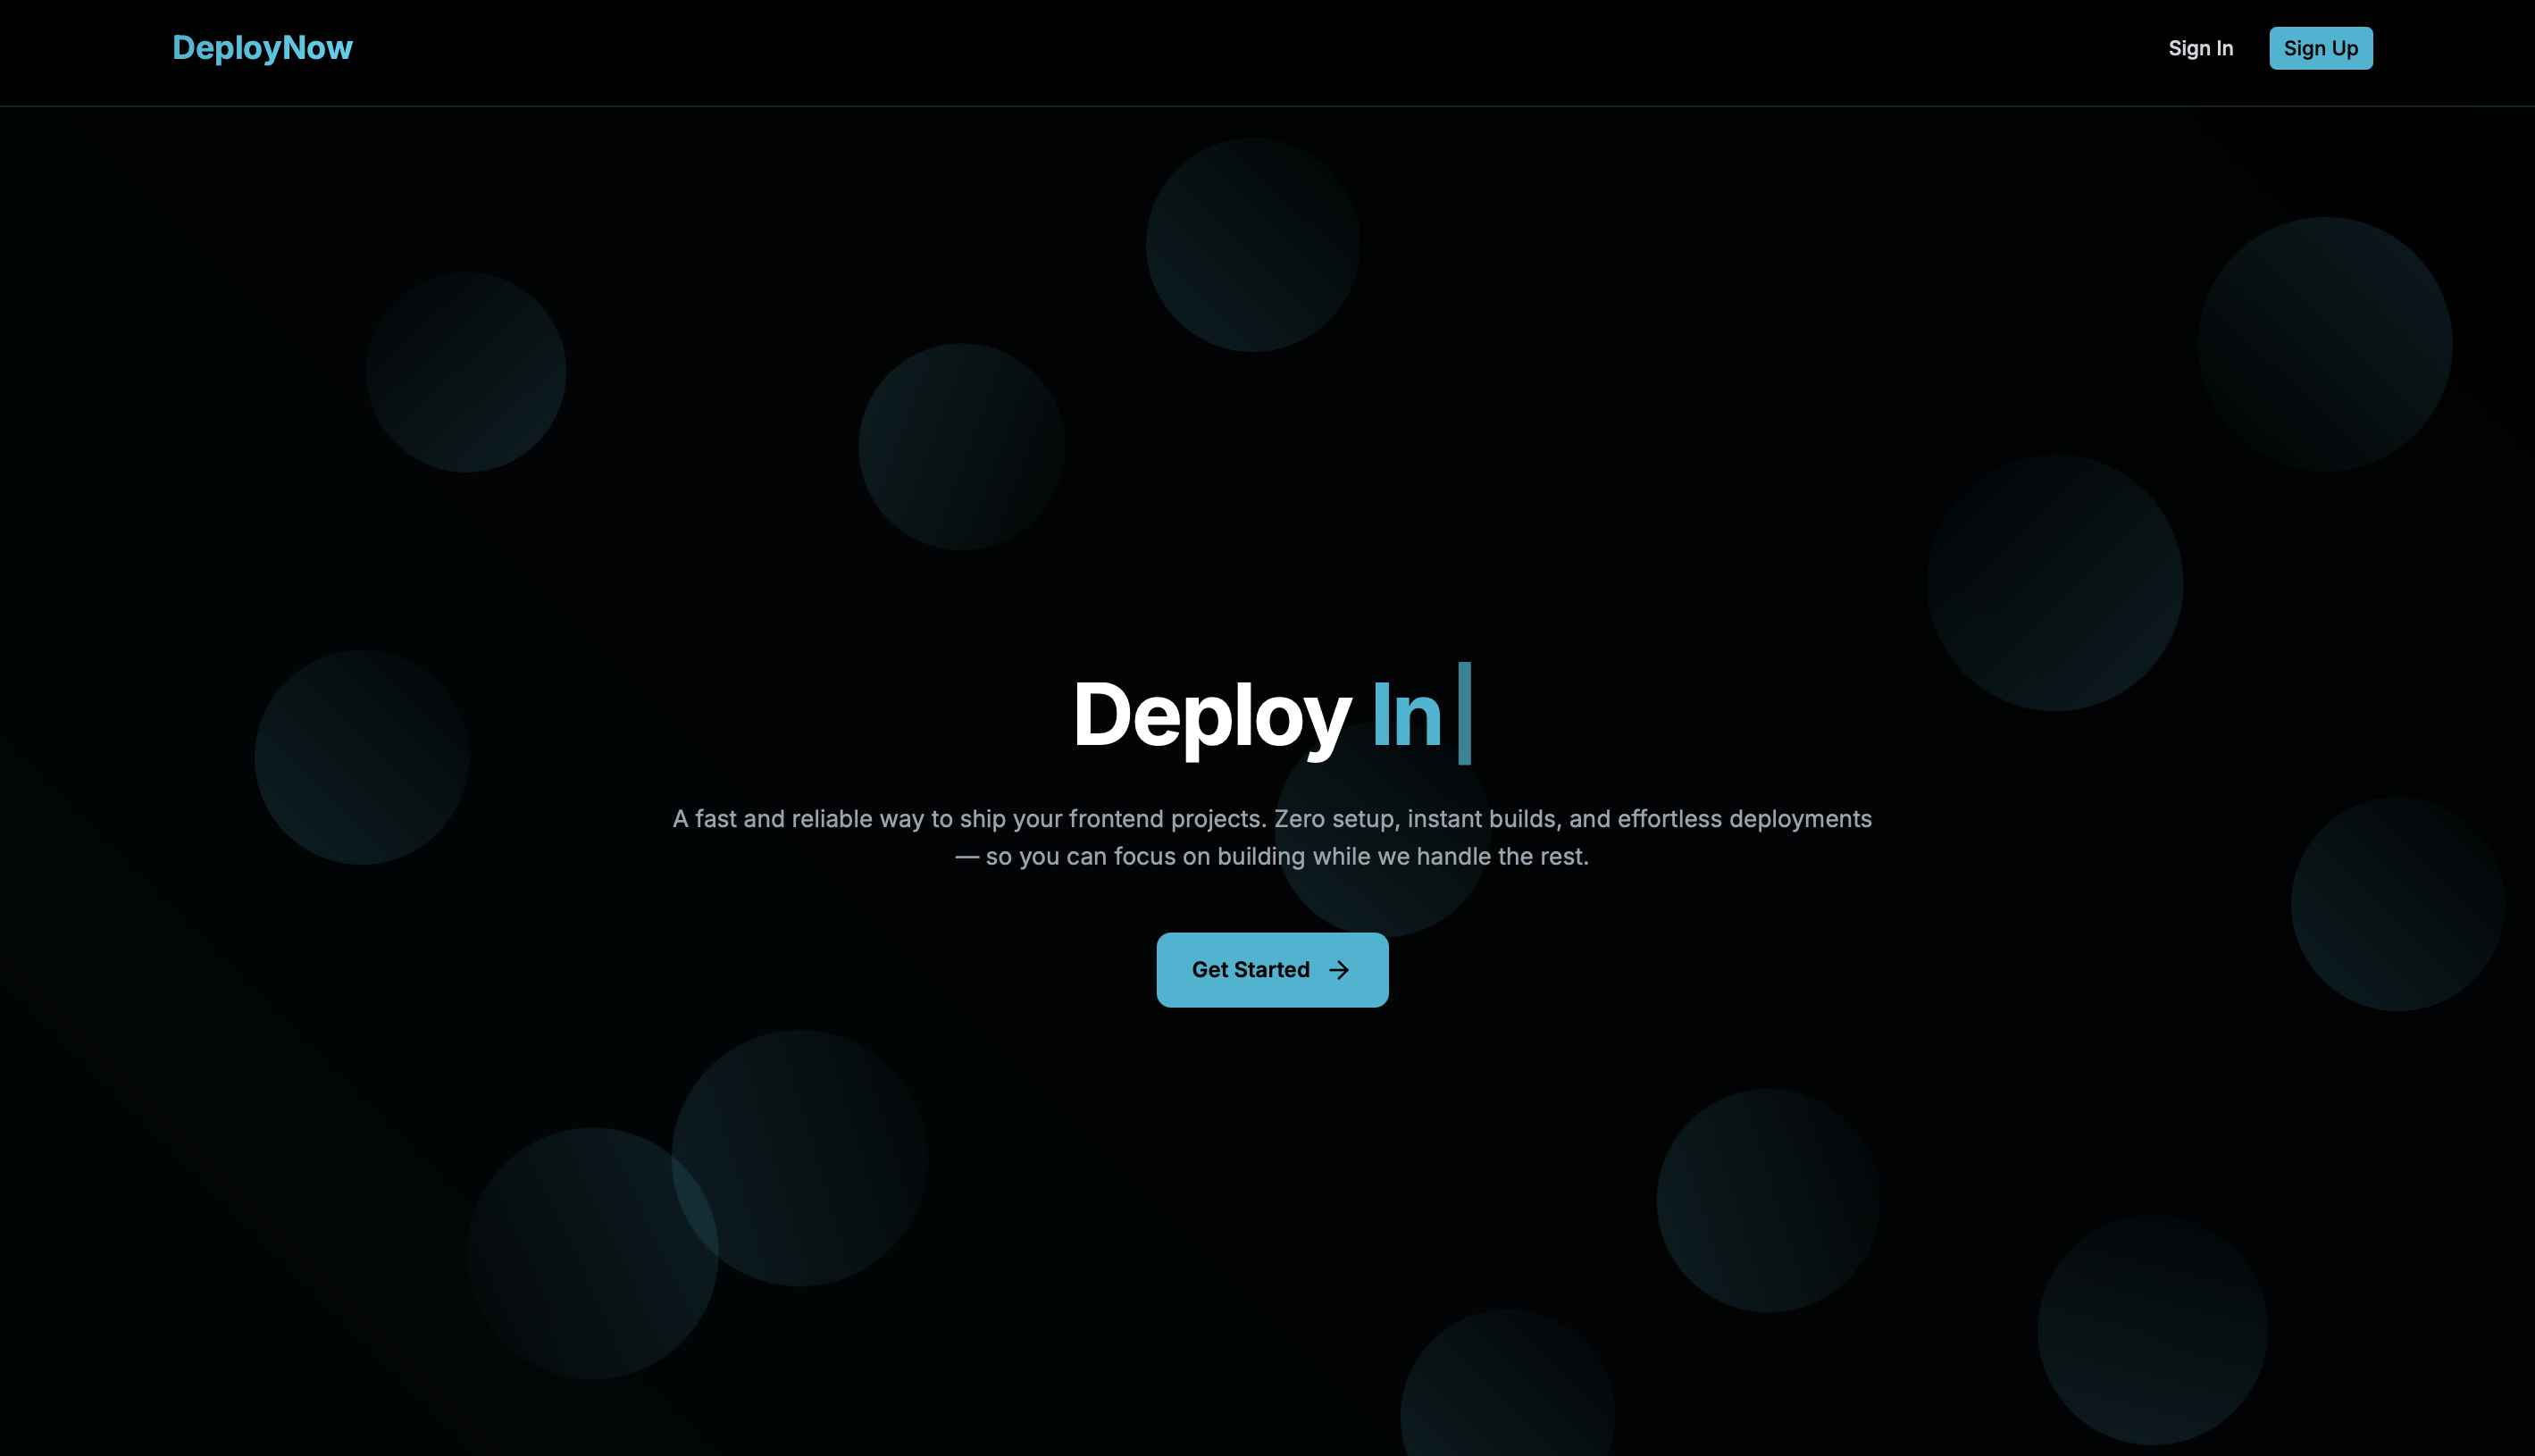 DeployNow
Sign In
Sign Up
Deploy In
A fast and reliable way to ship your frontend projects. Zero setup, instant builds, and effortless deployments
— so you can focus on building while we handle the rest.
Get Started